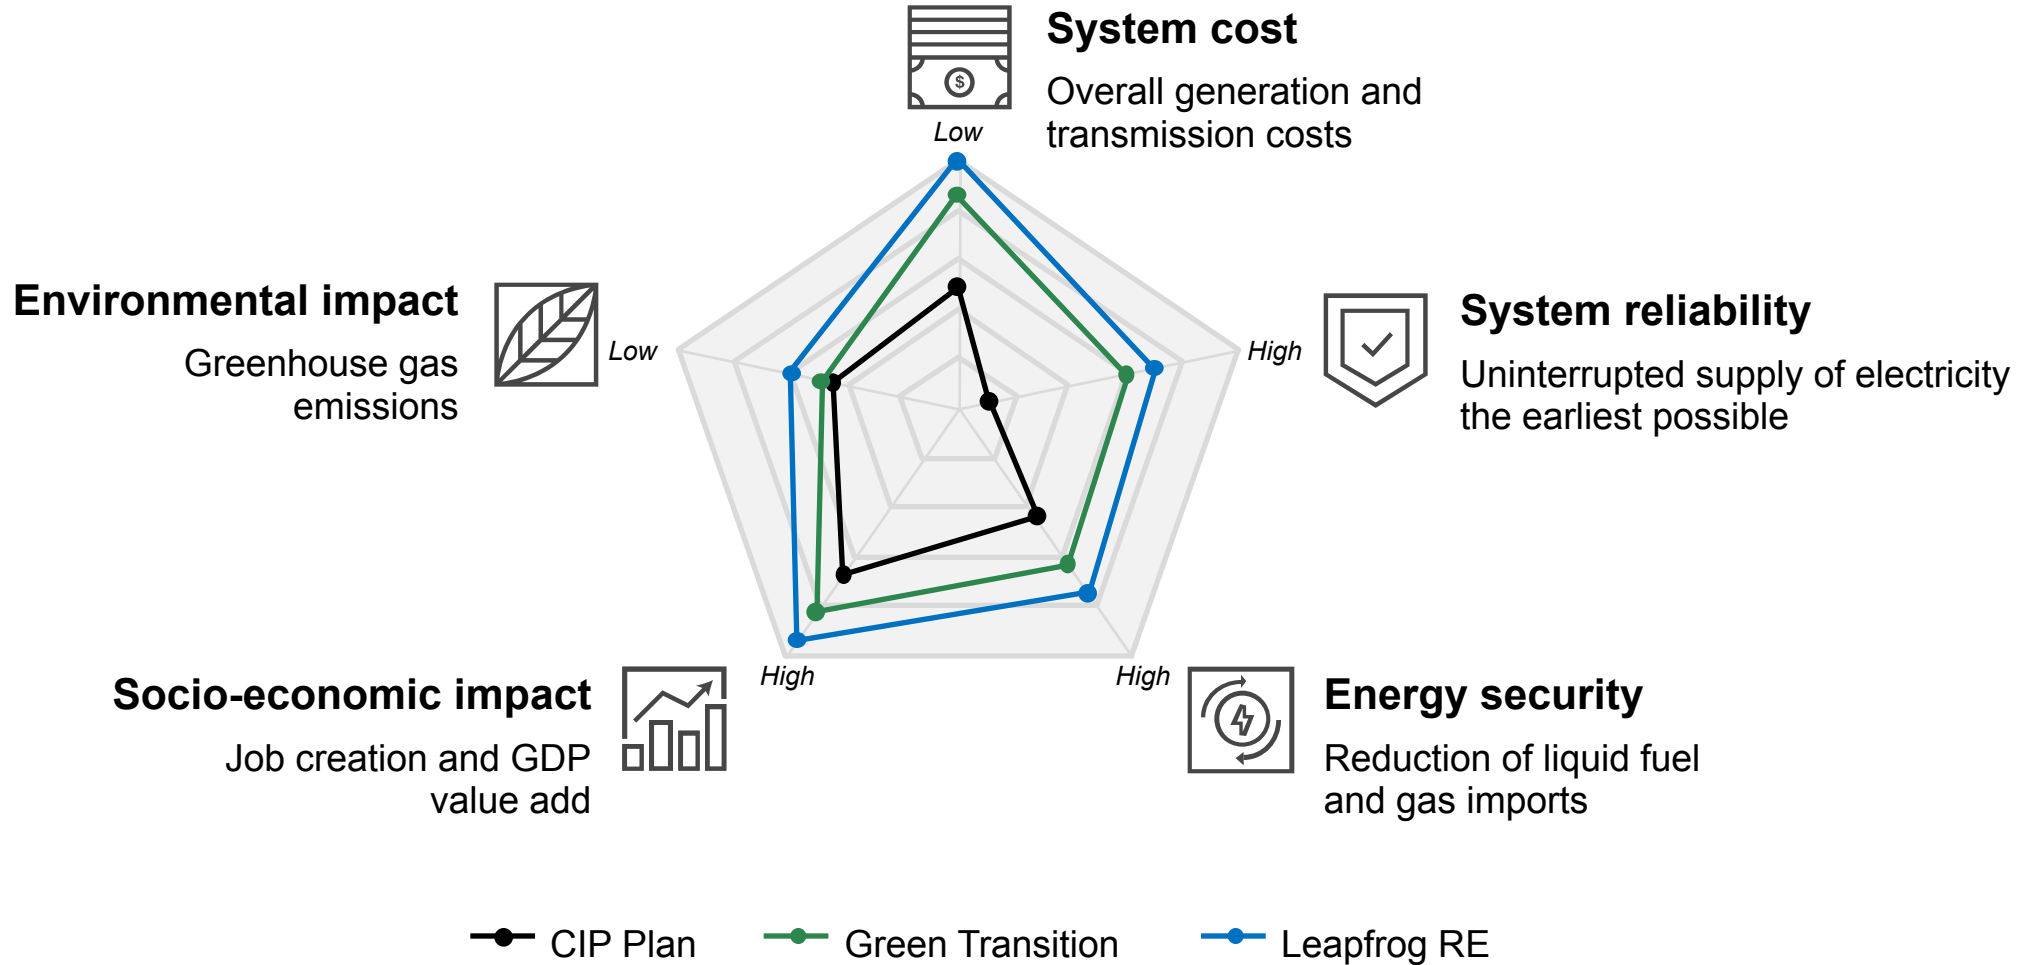 System cost
Overall generation and
transmission costs
$
Low
Environmental impact
Greenhouse gas
emissions
Low
High
System reliability
Uninterrupted supply of electricity
the earliest possible
Socio-economic impact
Job creation and GDP
value add
High
High
Energy security
Reduction of liquid fuel
and gas imports
CIP Plan
Green Transition
Leapfrog RE